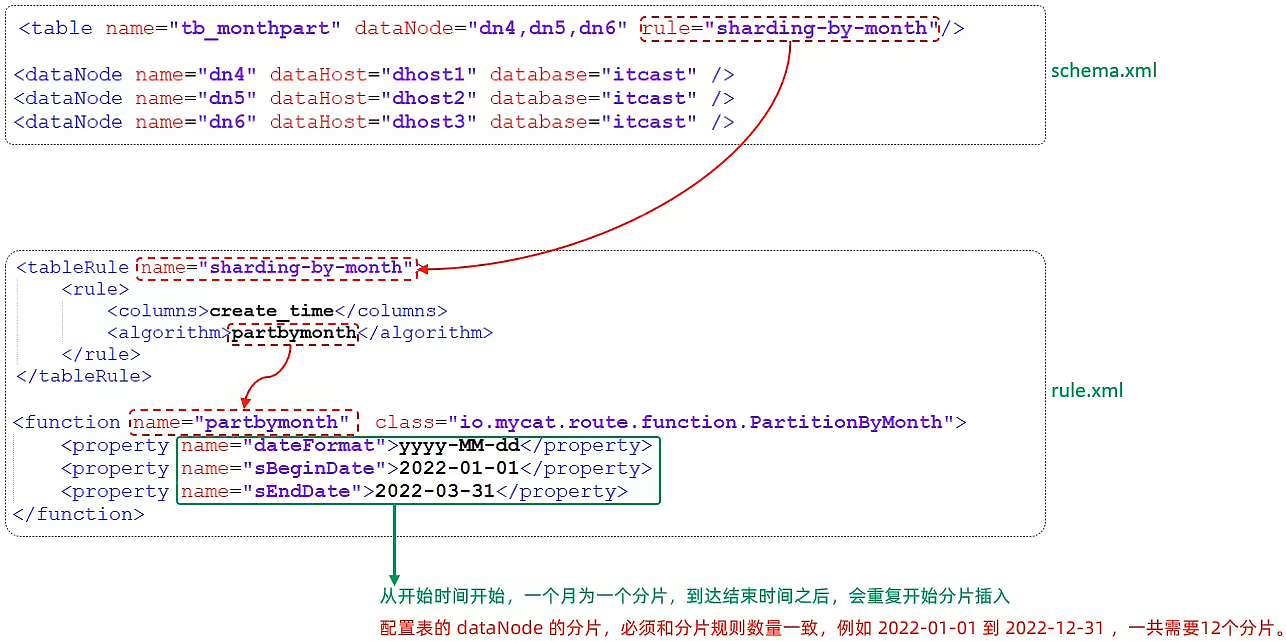 <table name="tb_monthpart" dataNode="dn4,dn5,dn6" rule="sharding-by-month"/>
<dataNode name="dn4" dataHost="dhost1" database="itcast" />
<dataNode name="dn5" dataHost="dhost2" database="itcast" />
<dataNode name="dn6" dataHost="dhost3" database="itcast" />
schema.xml
<tableRule name="sharding-by-month">
<rule>
<columns>create_time</columns>
<algorithm>partbymonth</algorithm>
</rule>
</tableRule>
<function name="partbymonth" class="io.mycat.route.function.PartitionByMonth">
<property name="dateFormat">yyyy-MM-dd</property>
<property name="sBeginDate">2022-01-01</property>
<property name="sEndDate">2022-03-31</property>
</function>
rule.xml
从开始时间开始，一个月为一个分片，到达结束时间之后，会重复开始分片插入
配置表的 dataNode 的分片，必须和分片规则数量一致，例如 2022-01-01 到 2022-12-31 ，一共需要12个分片。